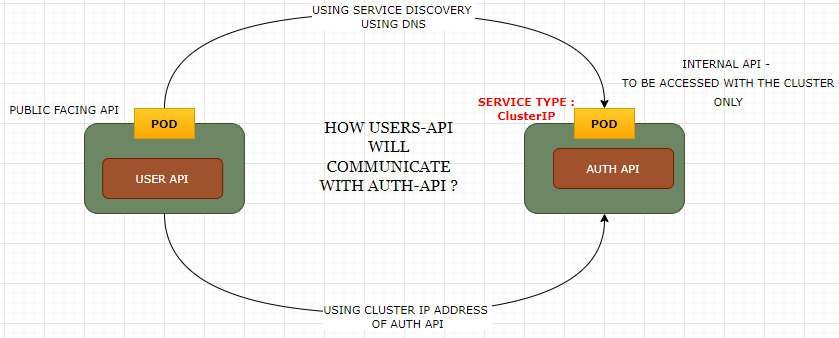 USING SERVICE DISCOVERY
USING DNS
INTERNAL API -
TO BE ACCESSED WITH THE CLUSTER
ONLY
PUBLIC FACING API
SERVICE TYPE :
ClusterIP
POD
POD
HOW USERS-API
WILL
COMMUNICATE
WITH AUTH-API ?
USER API
AUTH API
USING CLUSTER IP ADDRESS
OF AUTH API